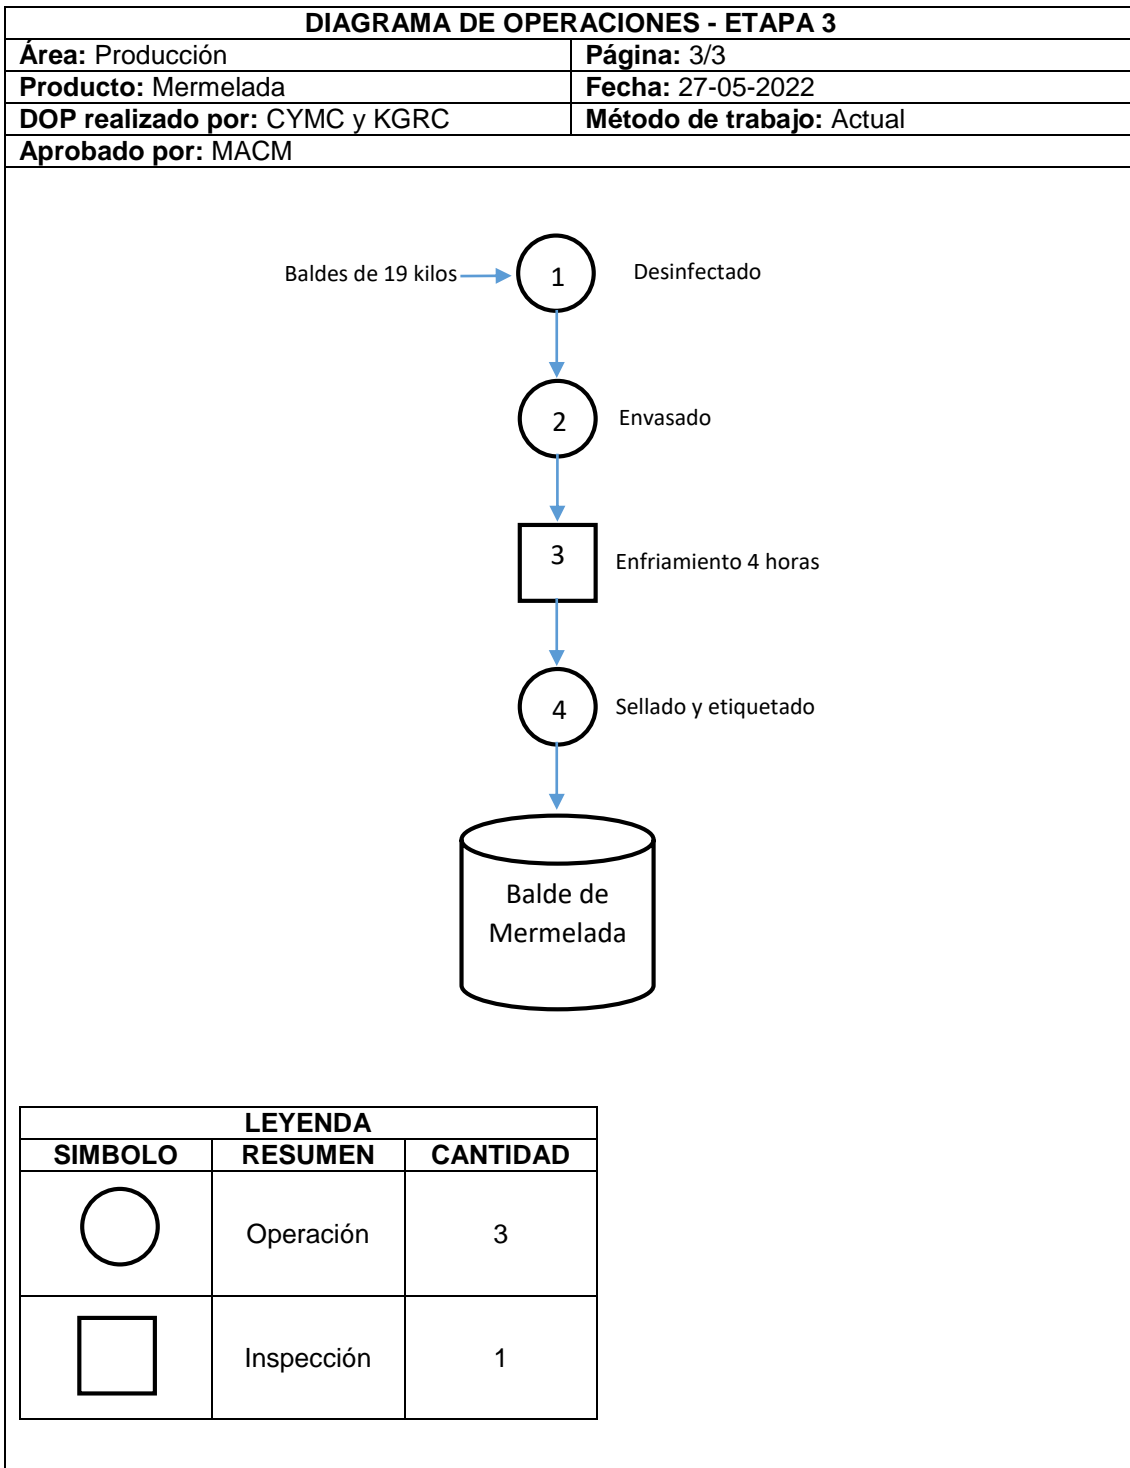 DIAGRAMA DE OPERACIONES - ETAPA 3
Área: Producción
Página: 3/3
Producto: Mermelada
Fecha: 27-05-2022
DOP realizado por: CYMC y KGRC
Método de trabajo: Actual
Aprobado por: MACM
Baldes de 19 kilos
1
Desinfectado
2
Envasado
3
Enfriamiento 4 horas
4
Sellado y etiquetado
Balde de
Mermelada
LEYENDA
SIMBOLO
RESUMEN
CANTIDAD
Operación
3
Inspección
1